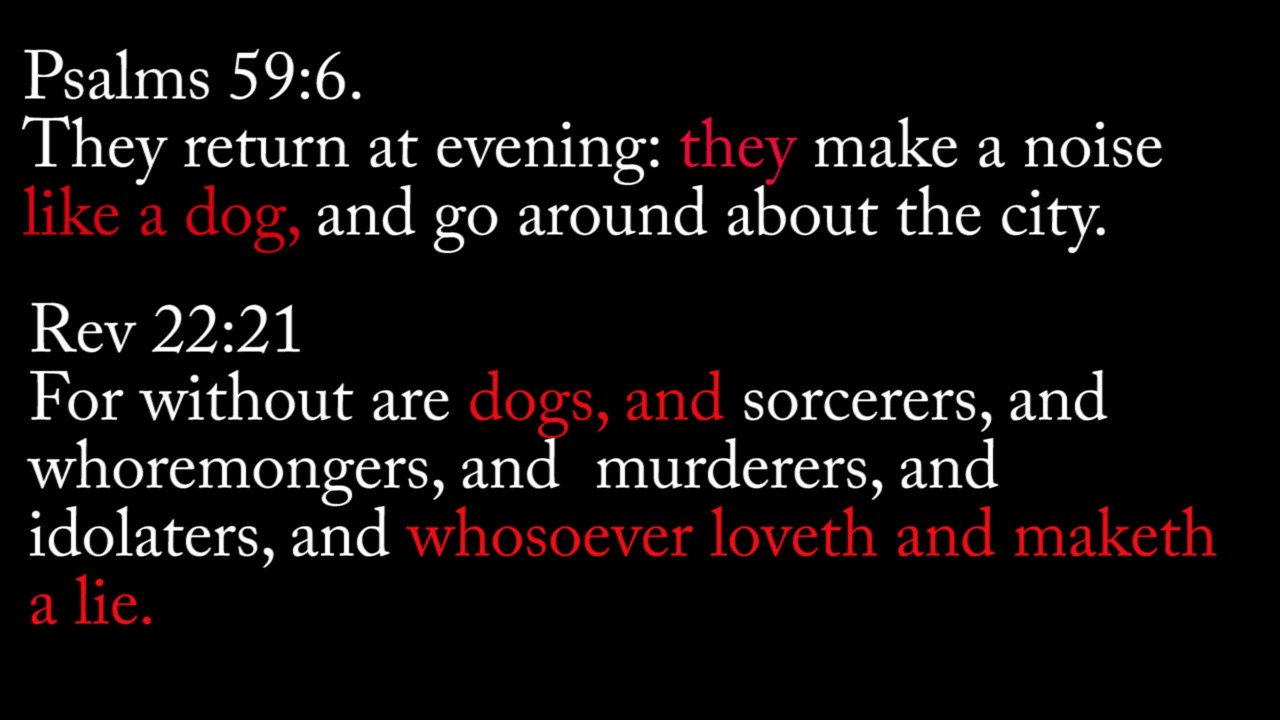 Psalms 59:6.
They return at evening: they make a noise
like a dog, and go around about the city.
Rev 22:21
For without are dogs, and sorcerers, and
whoremongers, and murderers, and
idolaters, and whosoever loveth and maketh
a lie.